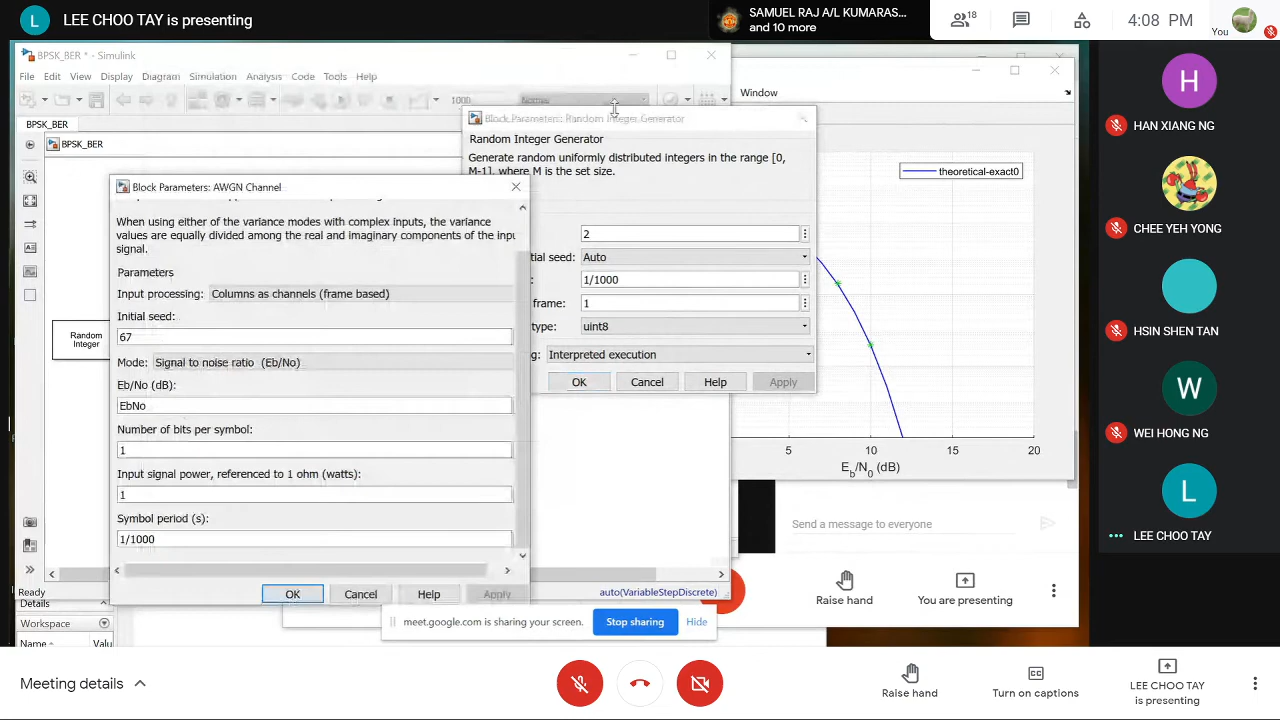 L
LEE CHOO TAY is presenting
SAMUEL RAJ A/L KUMARAS...
and 10 more
18
4:08 PM
You
BPSK_BER * - Simulink
File Edit View Display Diagram Simulation Analysis Code Tools Help
1000
Normal
BPSK_BER
BPSK_BER
Random
Integer
Ready
auto(VariableStepDiscrete)
Details
Workspace
Name
Valu
Block Parameters: AWGN Channel
When using either of the variance modes with complex inputs, the variance
values are equally divided among the real and imaginary components of the input
signal.
Parameters
Input processing: Columns as channels (frame based)
Initial seed:
67
Mode: Signal to noise ratio (Eb/No)
Eb/No (dB):
EbNo
Number of bits per symbol:
1
Input signal power, referenced to 1 ohm (watts):
1
Symbol period (s):
1/1000
OK Cancel Help Apply
Block Parameters: Random Integer Generator
Random Integer Generator
Generate random uniformly distributed integers in the range [0,
M-1], where M is the set size.
2
itial seed: Auto
: 1/1000
frame: 1
type: uint8
g: Interpreted execution
OK Cancel Help Apply
Window
theoretical-exact0
5 10 15 20
Eb/N0 (dB)
Send a message to everyone
Raise hand
You are presenting
meet.google.com is sharing your screen.
Stop sharing
Hide
H
HAN XIANG NG
CHEE YEH YONG
HSIN SHEN TAN
W
WEI HONG NG
L
LEE CHOO TAY
Meeting details
Raise hand
Turn on captions
LEE CHOO TAY
is presenting